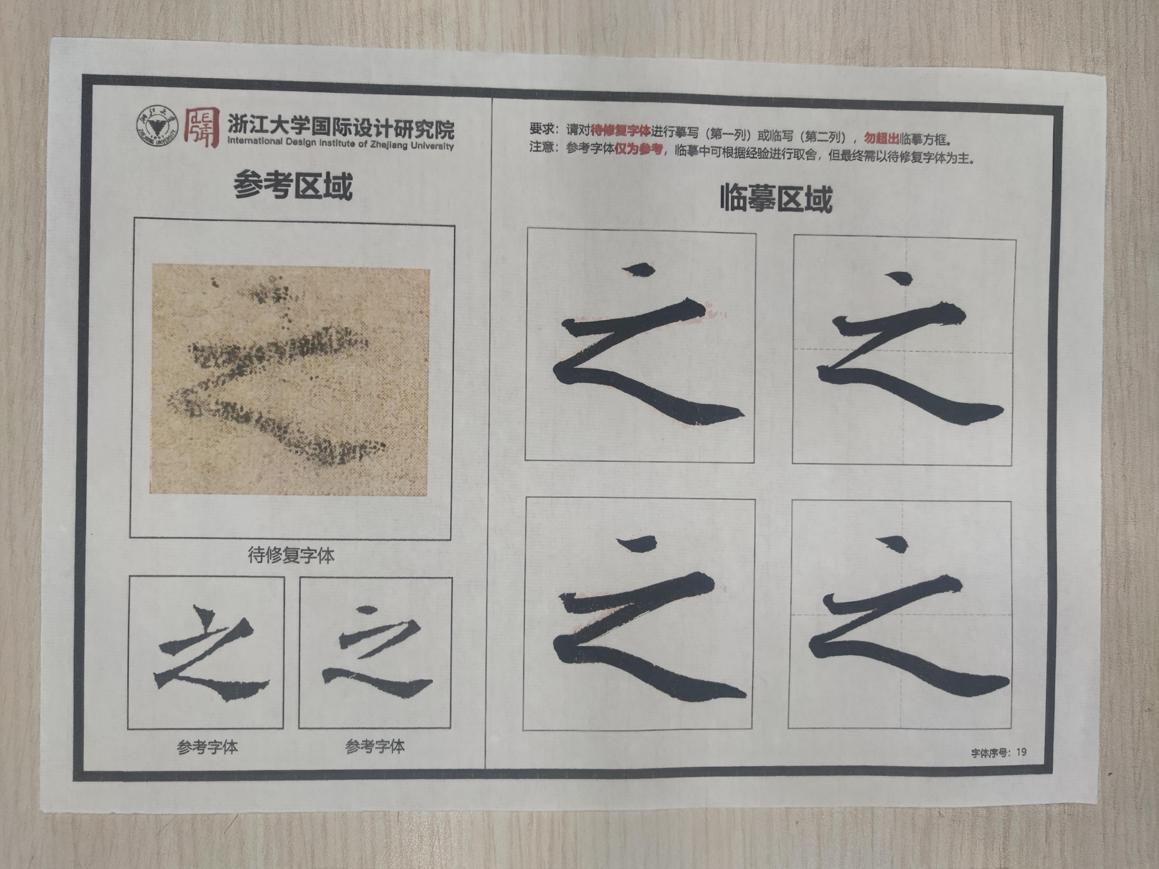 浙江大学国际设计研究院
International Design Institute of Zhejiang University
参考区域
待修复字体
之
之
参考字体
参考字体
要求：请对待修复字体进行摹写（第一列）或临写（第二列），勿超出临摹方框。
注意：参考字体仅为参考，临摹中可根据经验进行取舍，但最终需以待修复字体为主。
临摹区域
之
之
之
之
字体序号：19